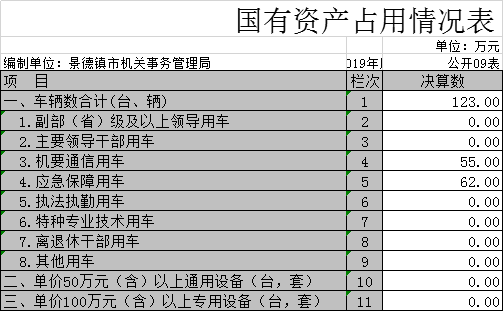 国有资产占用情况表
单位：万元
编制单位：景德镇市机关事务管理局 019年 公开09表
项　目 栏次 决算数
一、车辆数合计(台、辆) 1 123.00
1.副部（省）级及以上领导用车 2 0.00
2.主要领导干部用车 3 0.00
3.机要通信用车 4 55.00
4.应急保障用车 5 62.00
5.执法执勤用车 6 0.00
6.特种专业技术用车 7 0.00
7.离退休干部用车 8 0.00
8.其他用车 9 0.00
二、单价50万元（含）以上通用设备（台，套） 10 0.00
三、单价100万元（含）以上专用设备（台，套） 11 0.00